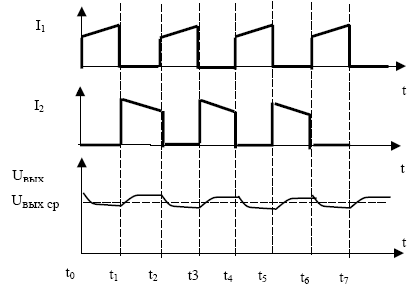 I₁
t
I₂
t
Uвых
Uвых ср
t
t₀ t₁ t₂ t3 t₄ t₅ t₆ t₇